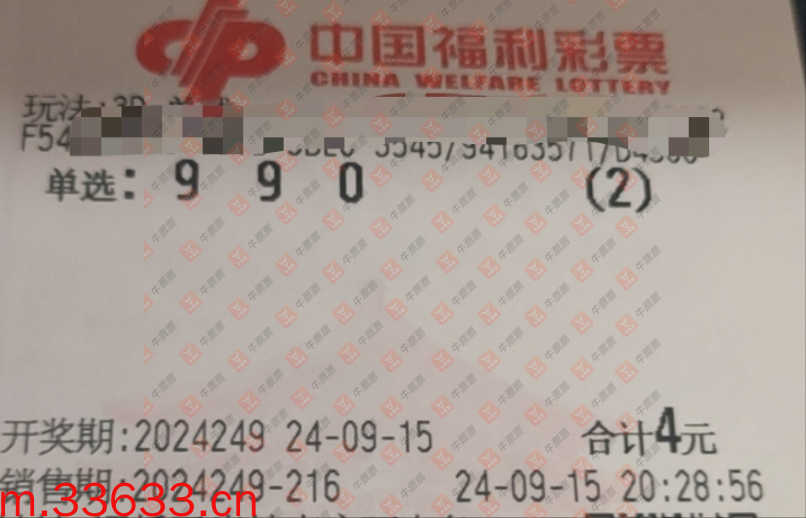 中国福利彩票
CHINA WELFARE LOTTERY
玩法:3D
F54
单选: 9 9 0 (2)
开奖期:2024249 24-09-15 合计4元
销售期:2024249-216 24-09-15 20:28:56
m.33633.cn